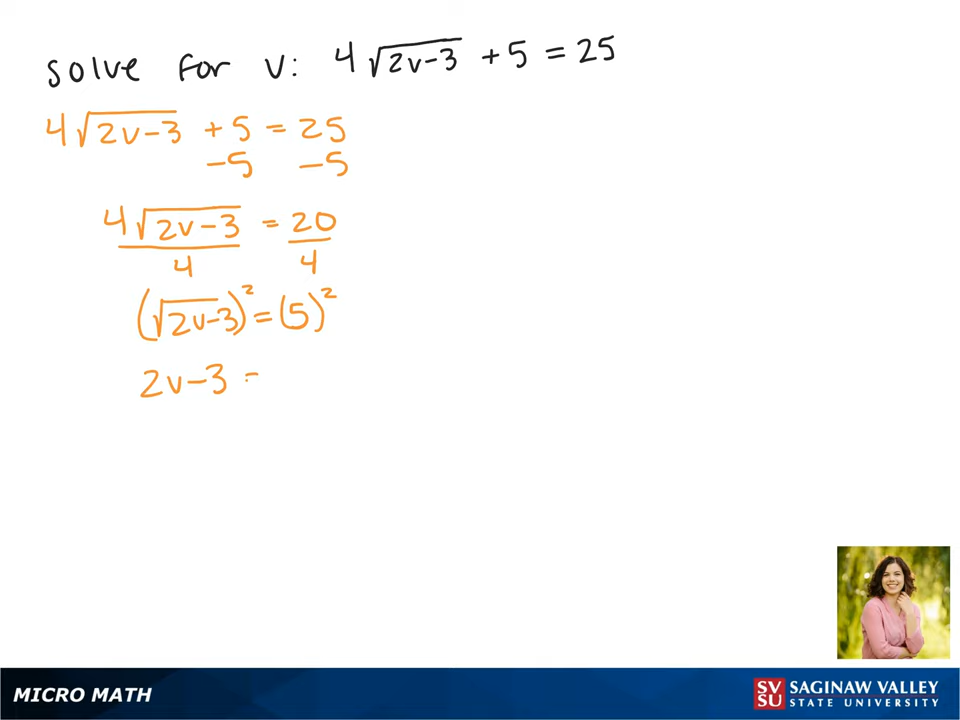 solve for v: 4√(2v-3) + 5 = 25
4√(2v-3) + 5 = 25
-5 -5
4√(2v-3) = 20
4 4
(√(2v-3))² = (5)²
2v-3 =
MICRO MATH
SV SU SAGINAW VALLEY
STATE UNIVERSITY